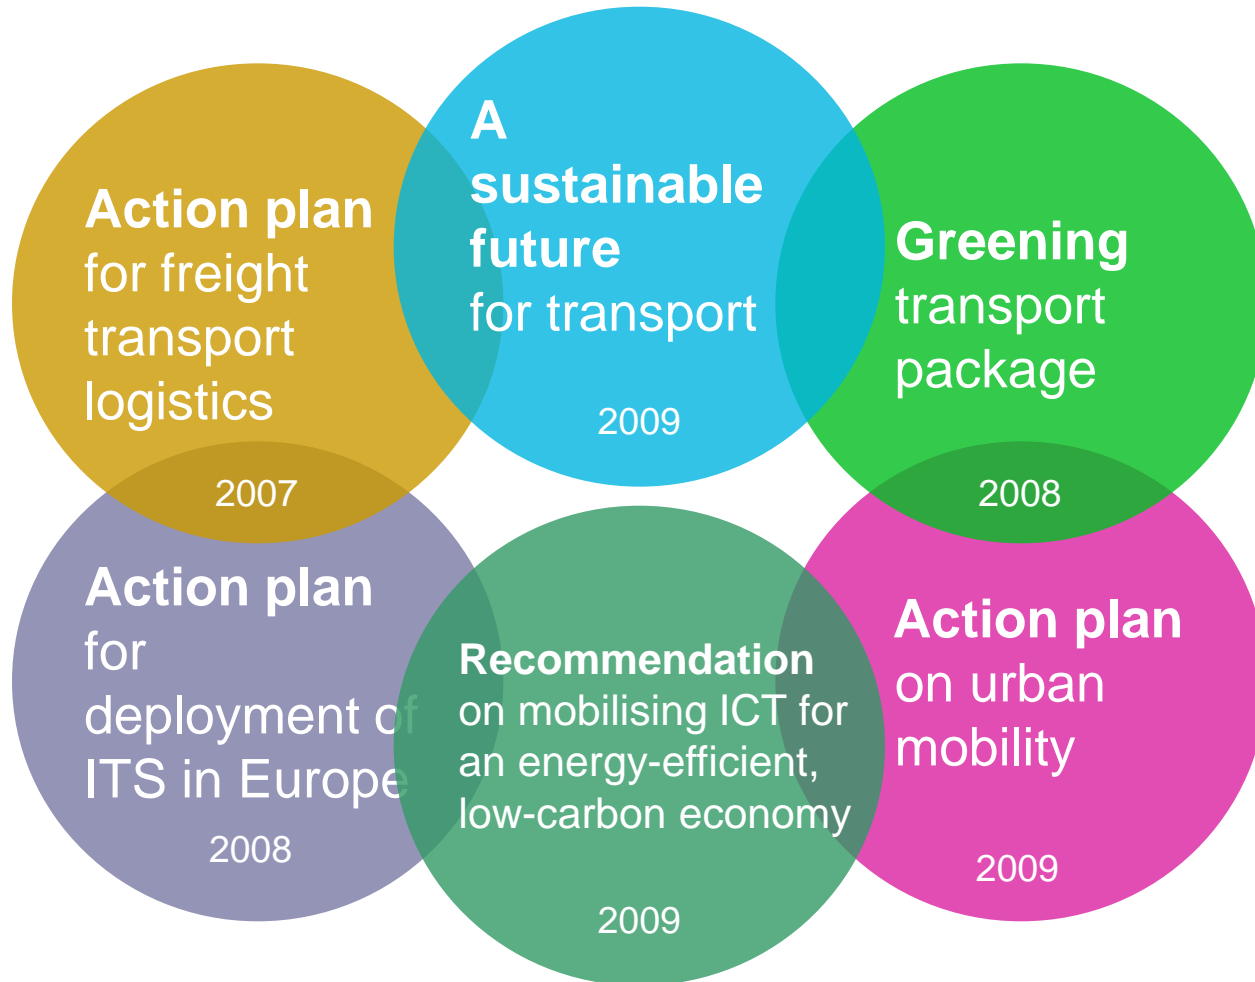 Action plan
for freight
transport
logistics
2007
A
sustainable
future
for transport
2009
Greening
transport
package
2008
Action plan
for
deployment of
ITS in Europe
2008
Recommendation
on mobilising ICT for
an energy-efficient,
low-carbon economy
2009
Action plan
on urban
mobility
2009